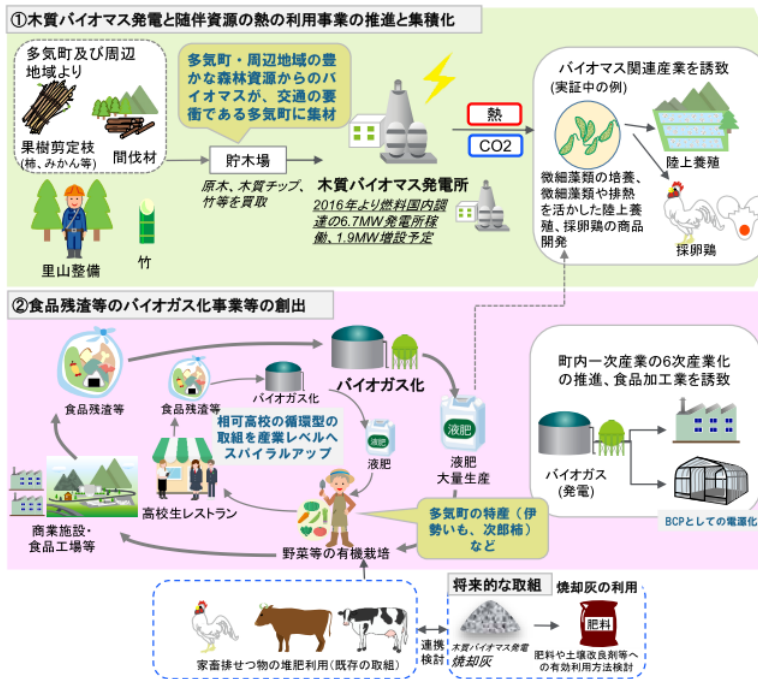 ①木質バイオマス発電と随伴資源の熱の利用事業の推進と集積化
多気町及び周辺
地域より
果樹剪定枝
(柿、みかん等)
間伐材
里山整備
竹
多気町・周辺地域の豊
かな森林資源からのバ
イオマスが、交通の要
衝である多気町に集材
貯木場
原木、木質チップ、
竹等を買取
木質バイオマス発電所
2016年より燃料国内調
達の6.7MW発電所稼
働、1.9MW増設予定
熱
CO2
バイオマス関連産業を誘致
(実証中の例)
陸上養殖
微細藻類の培養、
微細藻類や排熱
を活かした陸上養
殖、採卵鶏の商品
開発
採卵鶏
②食品残渣等のバイオガス化事業等の創出
食品残渣等
食品残渣等
バイオガス化
バイオガス化
相可高校の循環型の
取組を産業レベルへ
スパイラルアップ
液肥
液肥
液肥
液肥
大量生産
高校生レストラン
商業施設・
食品工場等
野菜等の有機栽培
多気町の特産（伊
勢いも、次郎柿）
など
町内一次産業の6次産業化
の推進、食品加工業を誘致
バイオガス
(発電)
BCPとしての電源化
家畜排せつ物の堆肥利用(既存の取組)
連携
検討
将来的な取組
焼却灰の利用
木質バイオマス発電
焼却灰
肥料
肥料や土壌改良剤等へ
の有効利用方法検討